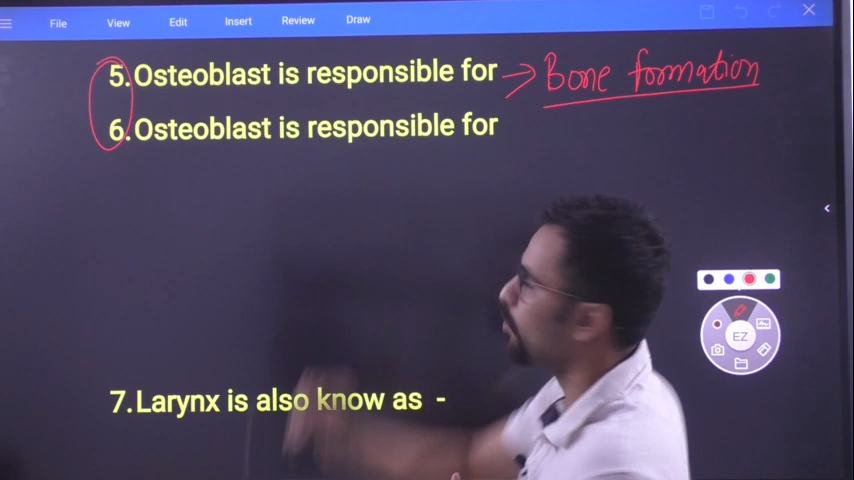 File View Edit Insert Review Draw
5. Osteoblast is responsible for → Bone formation
6. Osteoblast is responsible for
EZ
7. Larynx is also know as -